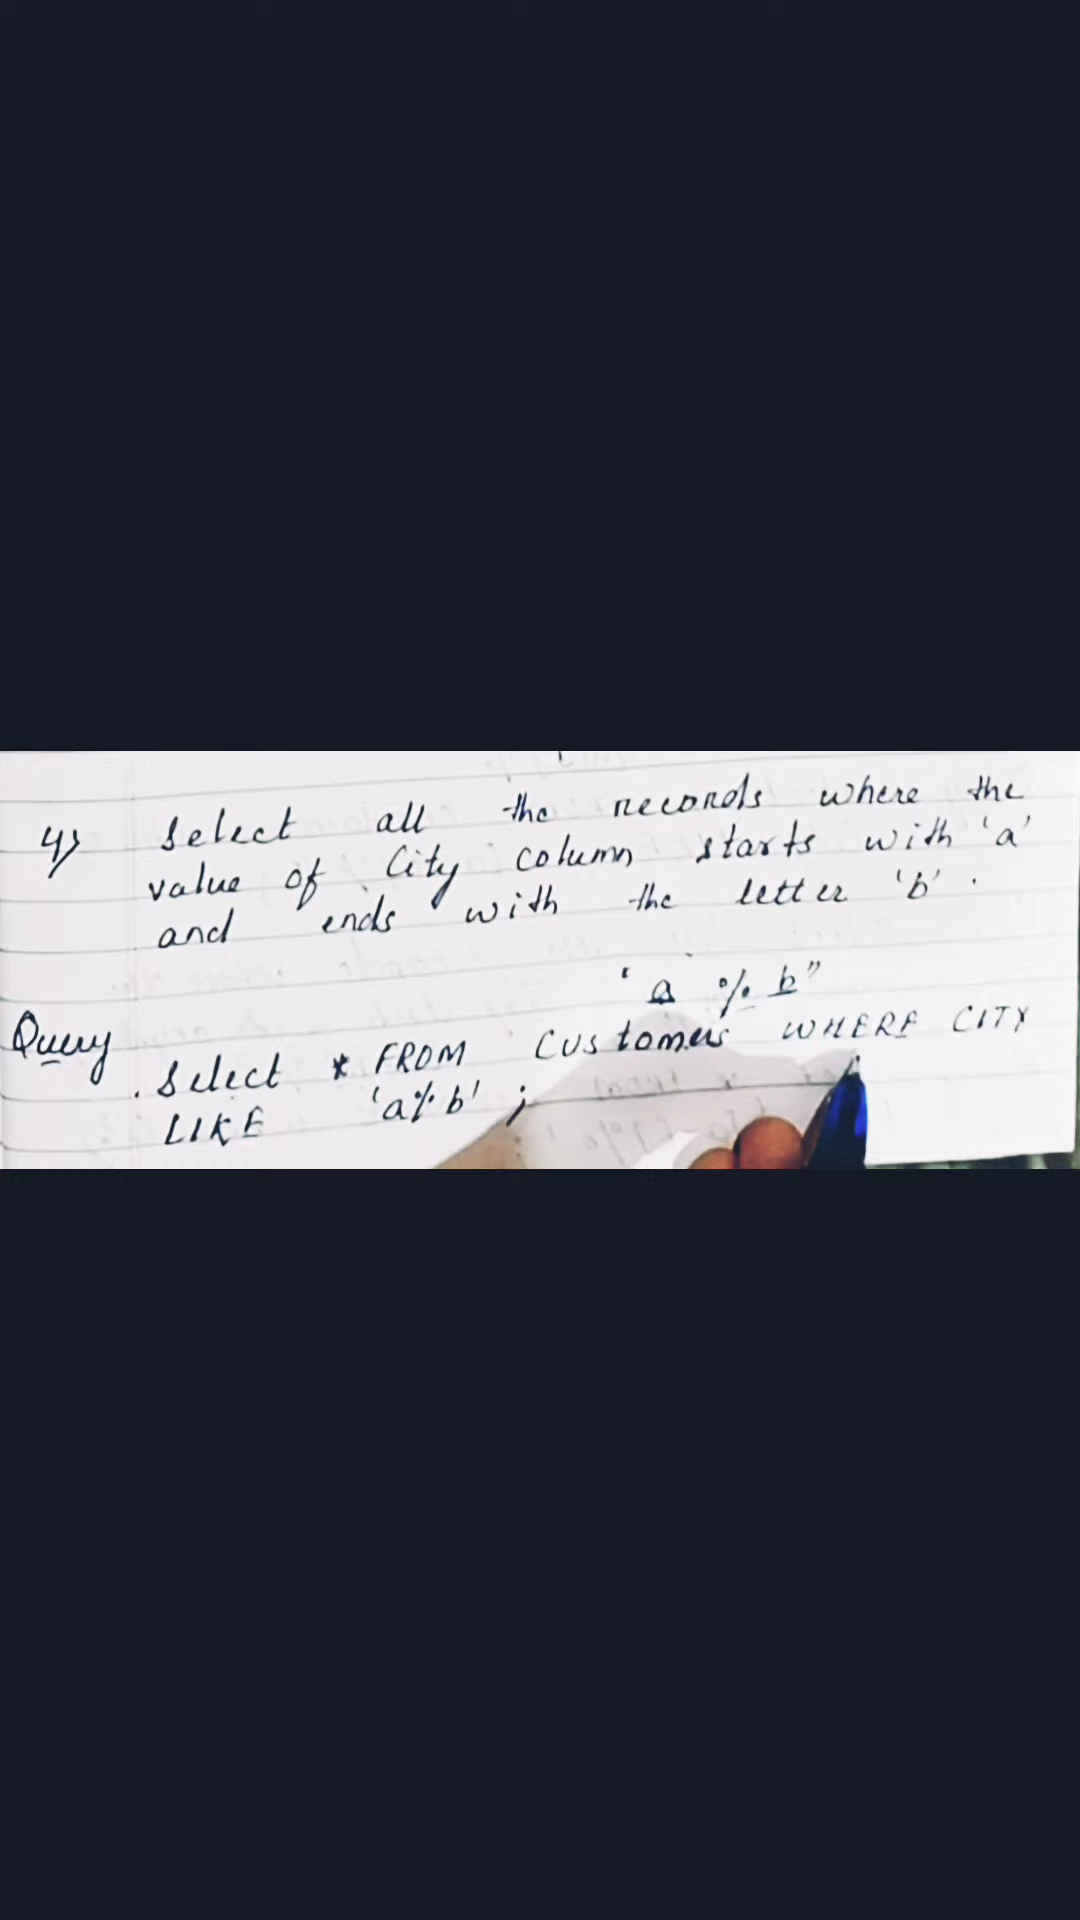 4) Select all the records where the
value of City column starts with 'a'
and ends with the letter 'b'.
'a % b"
Query
. Select * FROM Customers WHERE CITY
LIKE 'a%b' ;